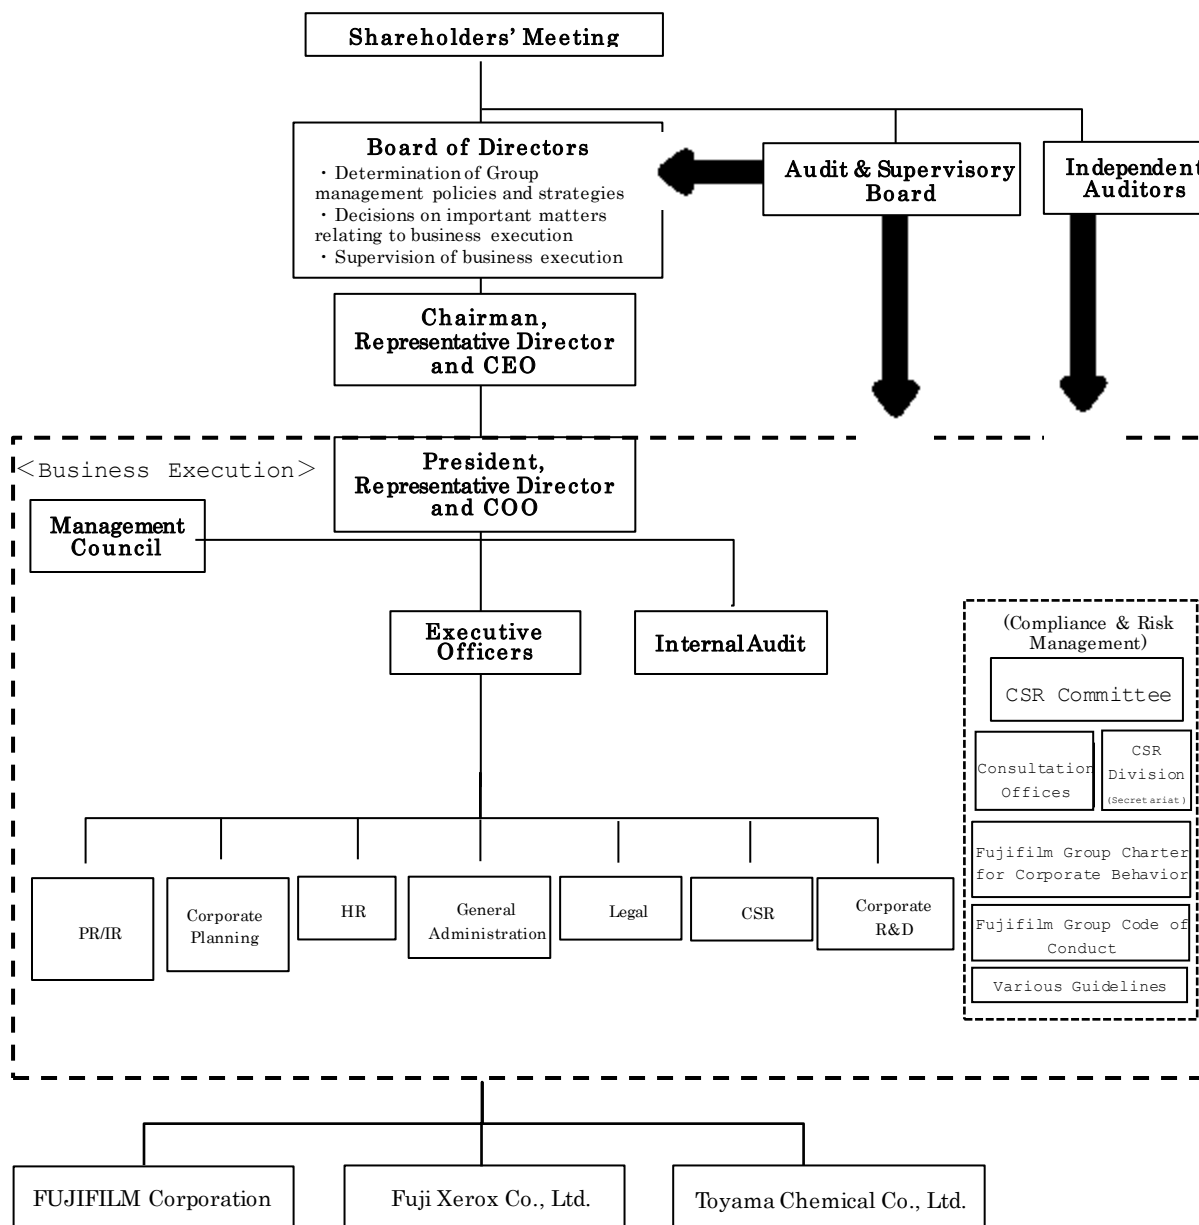 Shareholders' Meeting
Board of Directors
・Determination of Group
management policies and strategies
・Decisions on important matters
relating to business execution
・Supervision of business execution
Audit & Supervisory
Board
Independent
Auditors
Chairman,
Representative Director
and CEO
<Business Execution>
President,
Representative Director
and COO
Management
Council
Executive
Officers
Internal Audit
(Compliance & Risk
Management)
CSR Committee
Consultation
Offices
CSR
Division
(Secretariat)
Fujifilm Group Charter
for Corporate Behavior
Fujifilm Group Code of
Conduct
Various Guidelines
PR/IR
Corporate
Planning
HR
General
Administration
Legal
CSR
Corporate
R&D
FUJIFILM Corporation
Fuji Xerox Co., Ltd.
Toyama Chemical Co., Ltd.